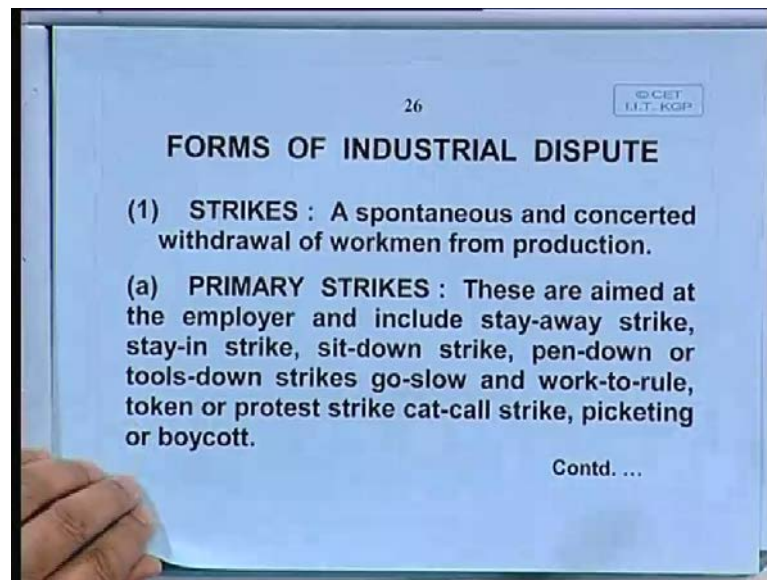 26
© CET
I.I.T. KGP
FORMS OF INDUSTRIAL DISPUTE
(1) STRIKES : A spontaneous and concerted
withdrawal of workmen from production.
(a) PRIMARY STRIKES : These are aimed at
the employer and include stay-away strike,
stay-in strike, sit-down strike, pen-down or
tools-down strikes go-slow and work-to-rule,
token or protest strike cat-call strike, picketing
or boycott.
Contd. ...